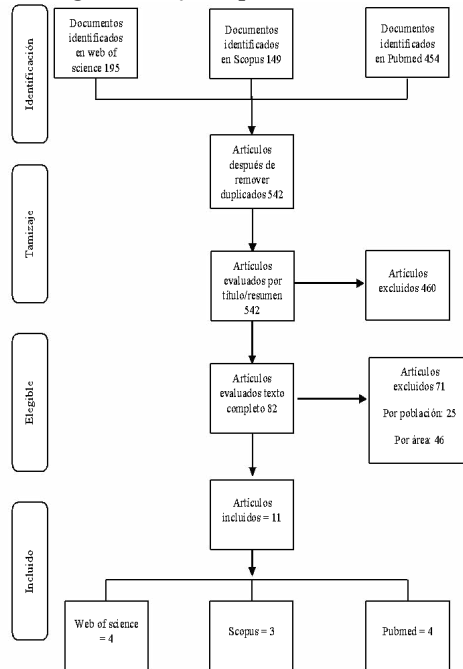 Identificación
Documentos
identificados
en web of
science 195
Documentos
identificados
en Scopus 149
Documentos
identificados
en Pubmed 454
Tamizaje
Artículos
después de
remover
duplicados 542
Artículos
evaluados por
título/resumen
542
Artículos
excluidos 460
Elegible
Artículos
evaluados texto
completo 82
Artículos
excluidos 71
Por población: 25
Por área: 46
Incluido
Artículos
incluidos = 11
Web of science
= 4
Scopus = 3
Pubmed = 4